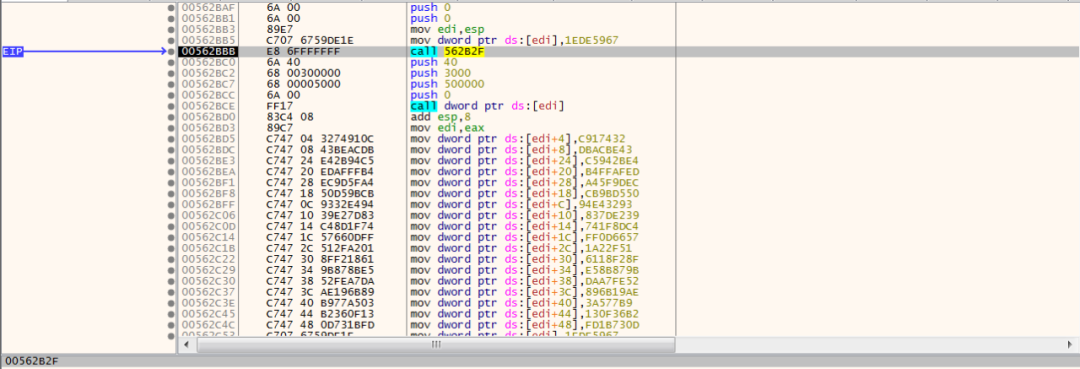 00562BAF 6A 00 push 0
00562BB1 6A 00 push 0
00562BB3 89E7 mov edi,esp
00562BB5 C707 6759DE1E mov dword ptr ds:[edi],1EDE5967
EIP 00562BBB E8 6FFFFFFF call 562B2F
00562BC0 6A 40 push 40
00562BC2 68 00300000 push 3000
00562BC7 68 00005000 push 500000
00562BCC 6A 00 push 0
00562BCE FF17 call dword ptr ds:[edi]
00562BD0 83C4 08 add esp,8
00562BD3 89C7 mov edi,eax
00562BD5 C747 04 3274910C mov dword ptr ds:[edi+4],C917432
00562BDC C747 08 43BEACDB mov dword ptr ds:[edi+8],DBACBE43
00562BE3 C747 24 E42B94C5 mov dword ptr ds:[edi+24],C5942BE4
00562BEA C747 20 EDAFFFB4 mov dword ptr ds:[edi+20],B4FFAFED
00562BF1 C747 28 EC9D5FA4 mov dword ptr ds:[edi+28],A45F9DEC
00562BF8 C747 18 50D59BCB mov dword ptr ds:[edi+18],CB9BD550
00562BFF C747 0C 9332E494 mov dword ptr ds:[edi+C],94E43293
00562C06 C747 10 39E27D83 mov dword ptr ds:[edi+10],837DE239
00562C0D C747 14 C48D1F74 mov dword ptr ds:[edi+14],741F8DC4
00562C14 C747 1C 57660DFF mov dword ptr ds:[edi+1C],FF0D6657
00562C1B C747 2C 512FA201 mov dword ptr ds:[edi+2C],1A22F51
00562C22 C747 30 8FF21861 mov dword ptr ds:[edi+30],6118F28F
00562C29 C747 34 9B878BE5 mov dword ptr ds:[edi+34],E58B879B
00562C30 C747 38 52FEA7DA mov dword ptr ds:[edi+38],DAA7FE52
00562C37 C747 3C AE196B89 mov dword ptr ds:[edi+3C],896B19AE
00562C3E C747 40 B977A503 mov dword ptr ds:[edi+40],3A577B9
00562C45 C747 44 B2360F13 mov dword ptr ds:[edi+44],130F36B2
00562C4C C747 48 0D731BFD mov dword ptr ds:[edi+48],FD1B730D
00562C53 C707 6759DE1E mov dword ptr ds:[edi],1EDE5967
00562B2F